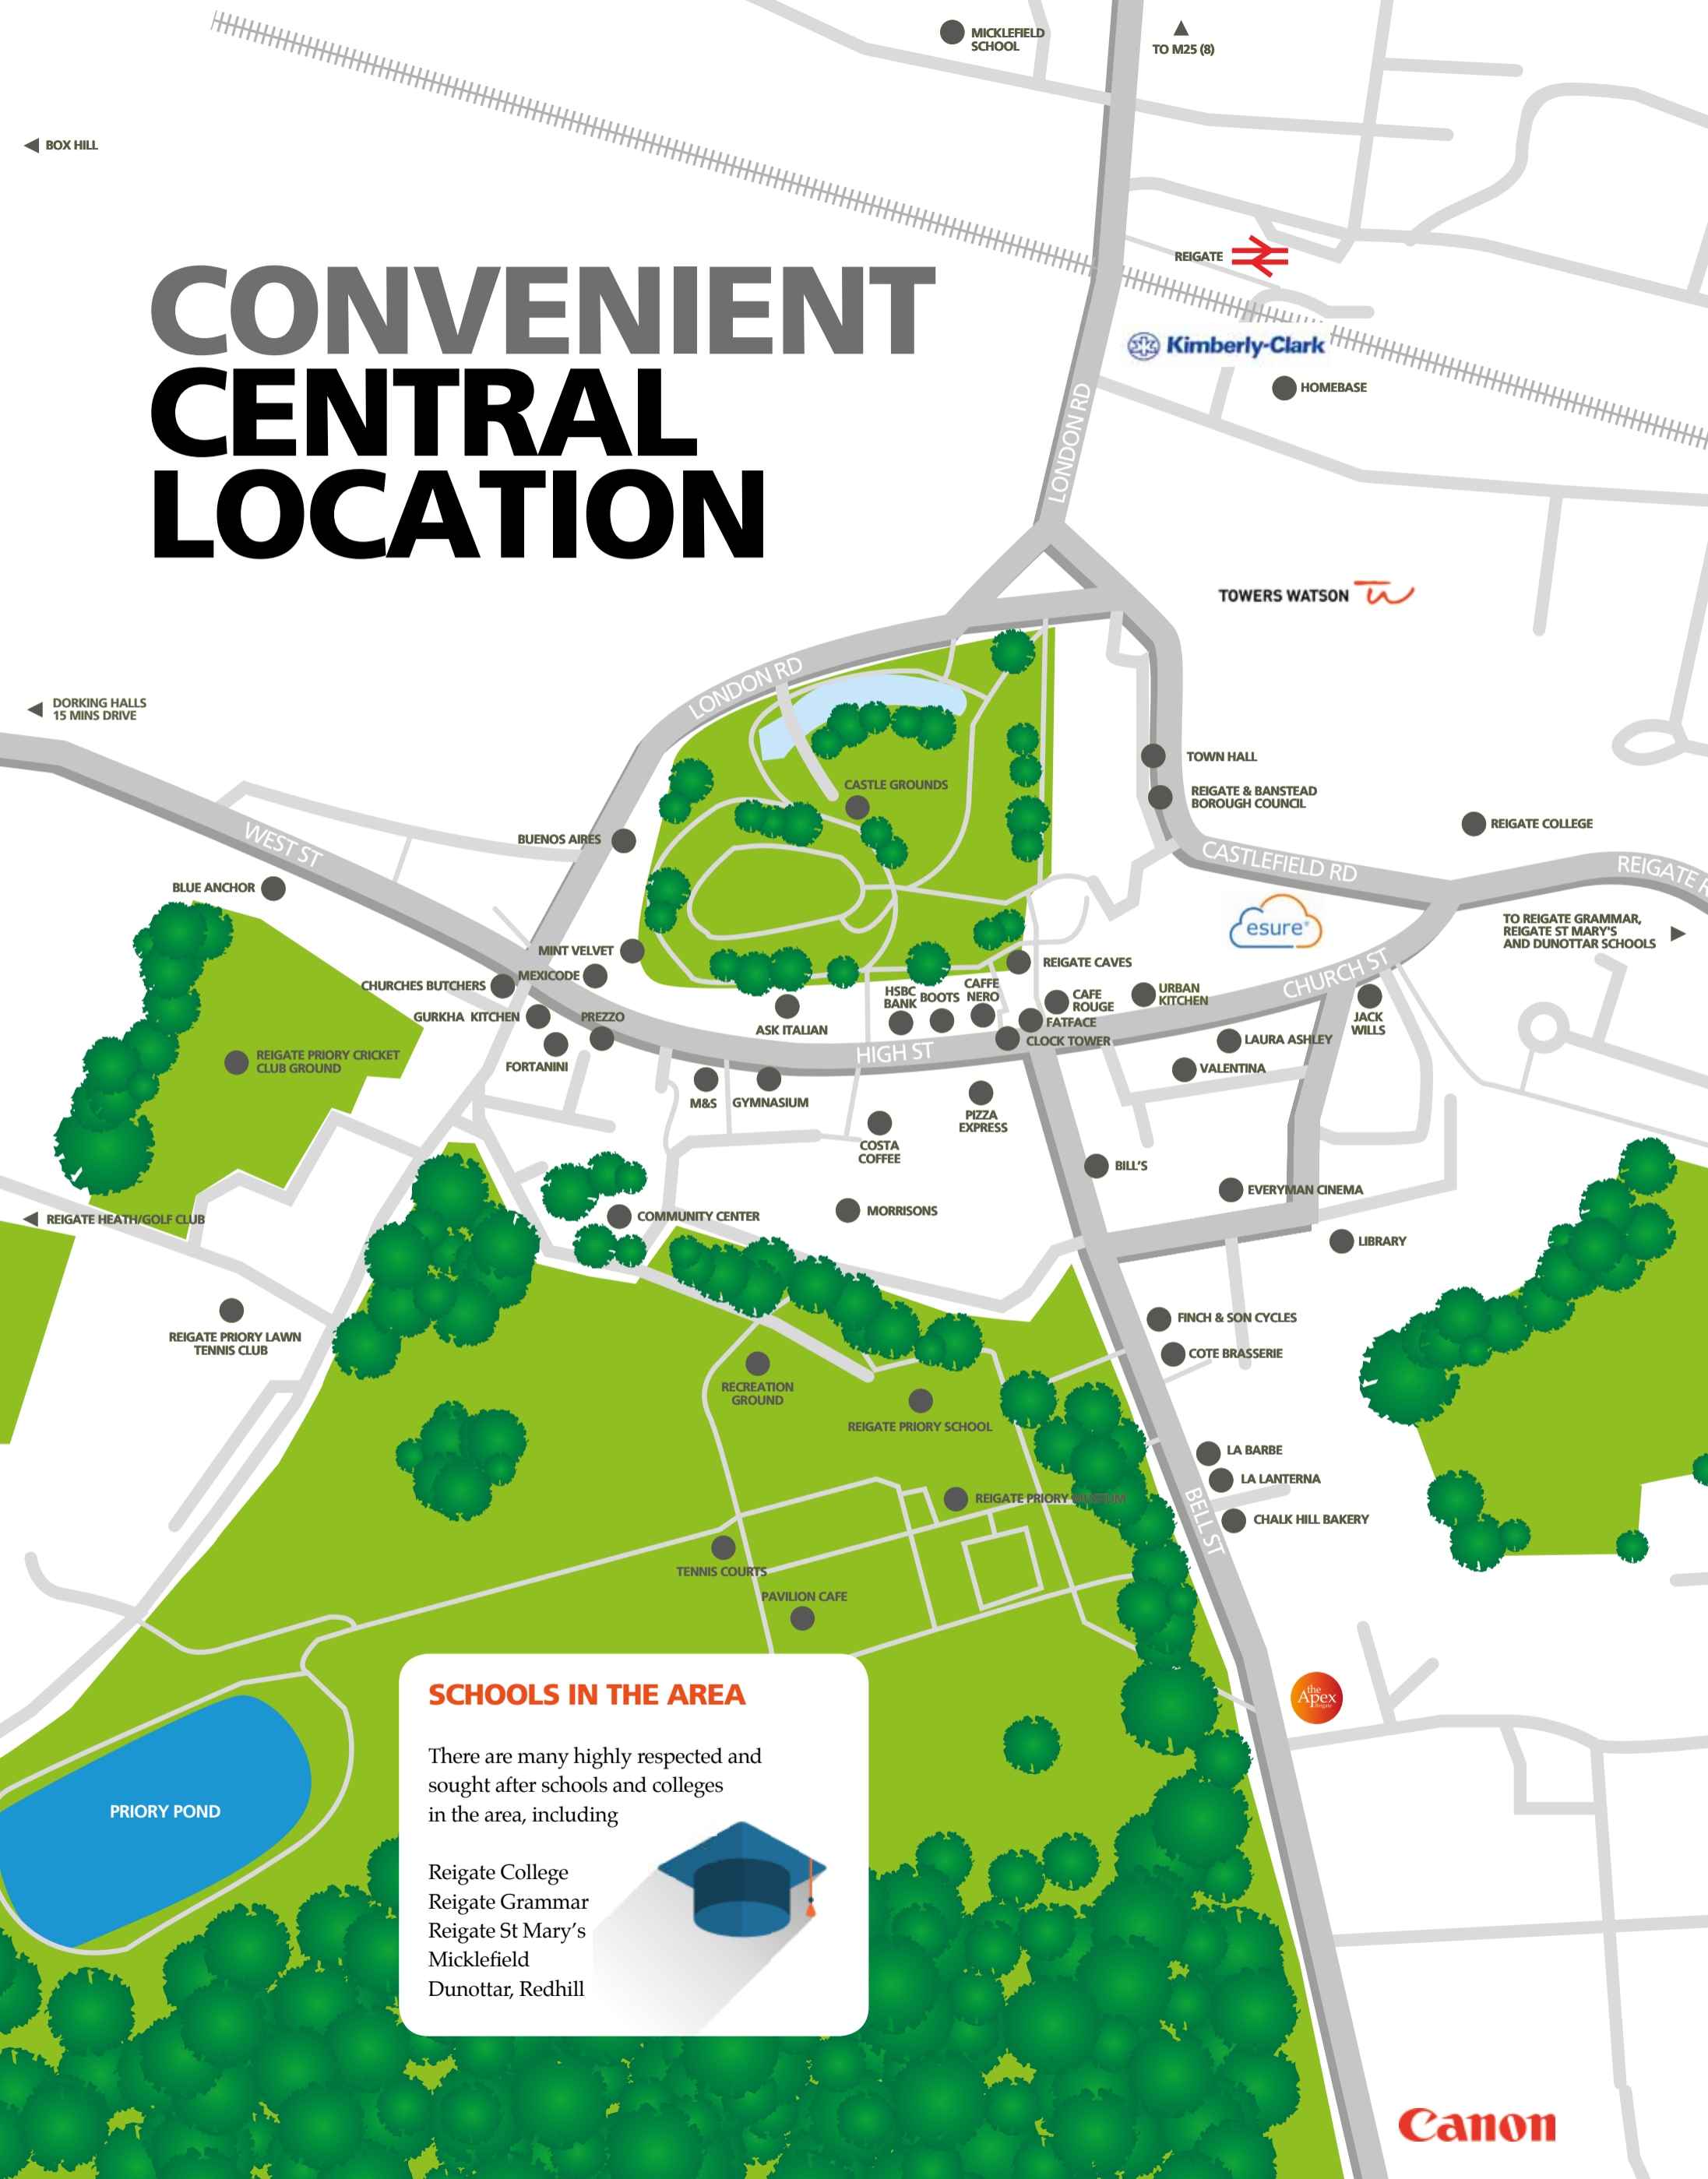 MICKLEFIELD
SCHOOL
TO M25 (8)
BOX HILL
REIGATE
CONVENIENT
CENTRAL
LOCATION
Kimberly-Clark
HOMEBASE
LONDON RD
TOWERS WATSON
LONDON RD
DORKING HALLS
15 MINS DRIVE
TOWN HALL
CASTLE GROUNDS
REIGATE & BANSTEAD
BOROUGH COUNCIL
REIGATE COLLEGE
BUENOS AIRES
WEST ST
CASTLEFIELD RD
REIGATE R
BLUE ANCHOR
esure
TO REIGATE GRAMMAR,
REIGATE ST MARY'S
AND DUNOTTAR SCHOOLS
MINT VELVET
REIGATE CAVES
CHURCH ST
MEXICODE
CHURCHES BUTCHERS
HSBC
BANK
BOOTS
CAFFE
NERO
CAFE
ROUGE
URBAN
KITCHEN
GURKHA KITCHEN
PREZZO
ASK ITALIAN
FATFACE
JACK
WILLS
CLOCK TOWER
LAURA ASHLEY
HIGH ST
REIGATE PRIORY CRICKET
CLUB GROUND
FORTANINI
VALENTINA
M&S
GYMNASIUM
PIZZA
EXPRESS
COSTA
COFFEE
BILL'S
EVERYMAN CINEMA
REIGATE HEATH/GOLF CLUB
COMMUNITY CENTER
MORRISONS
LIBRARY
REIGATE PRIORY LAWN
TENNIS CLUB
FINCH & SON CYCLES
COTE BRASSERIE
RECREATION
GROUND
REIGATE PRIORY SCHOOL
LA BARBE
LA LANTERNA
REIGATE PRIORY MUSEUM
CHALK HILL BAKERY
BELL ST
TENNIS COURTS
PAVILION CAFE
the
Apex
Reigate
SCHOOLS IN THE AREA
There are many highly respected and
sought after schools and colleges
in the area, including
Reigate College
Reigate Grammar
Reigate St Mary’s
Micklefield
Dunottar, Redhill
PRIORY POND
Canon